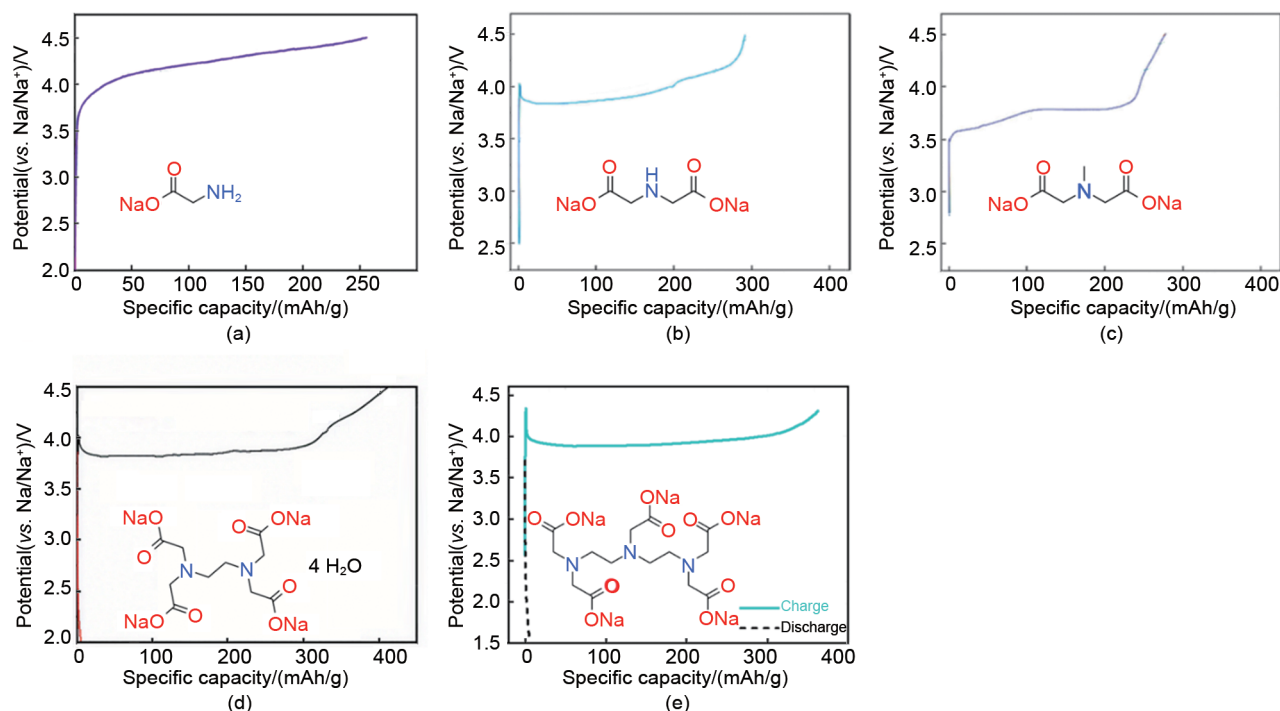 Potential(vs. Na/Na⁺)/V
4.5
4.0
3.5
3.0
2.5
2.0
0
50
100
150
200
250
Specific capacity/(mAh/g)
(a)
O
NaO
NH₂
Potential(vs. Na/Na⁺)/V
4.5
4.0
3.5
3.0
2.5
0
100
200
300
400
Specific capacity/(mAh/g)
(b)
O
H
N
O
NaO
ONa
Potential(vs. Na/Na⁺)/V
4.5
4.0
3.5
3.0
2.5
0
100
200
300
400
Specific capacity/(mAh/g)
(c)
O
O
N
NaO
ONa
Potential(vs. Na/Na⁺)/V
4.5
4.0
3.5
3.0
2.5
2.0
0
100
200
300
400
Specific capacity/(mAh/g)
(d)
NaO
ONa
O
O
N
N
4 H₂O
O
O
NaO
ONa
Potential(vs. Na/Na⁺)/V
4.5
4.0
3.5
3.0
2.5
2.0
1.5
0
100
200
300
400
Specific capacity/(mAh/g)
(e)
ONa
O
ONa
O
O
ONa
N
N
N
O
O
ONa
ONa
Charge
Discharge